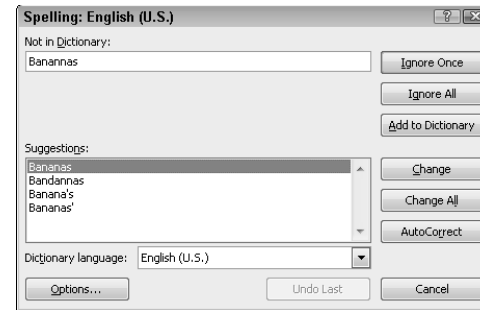 Spelling: English (U.S.)
Not in Dictionary:
Banannas
Ignore Once
Ignore All
Add to Dictionary
Suggestions:
Bananas
Bandannas
Banana's
Bananas'
Change
Change All
AutoCorrect
Dictionary language: English (U.S.)
Options... Undo Last Cancel